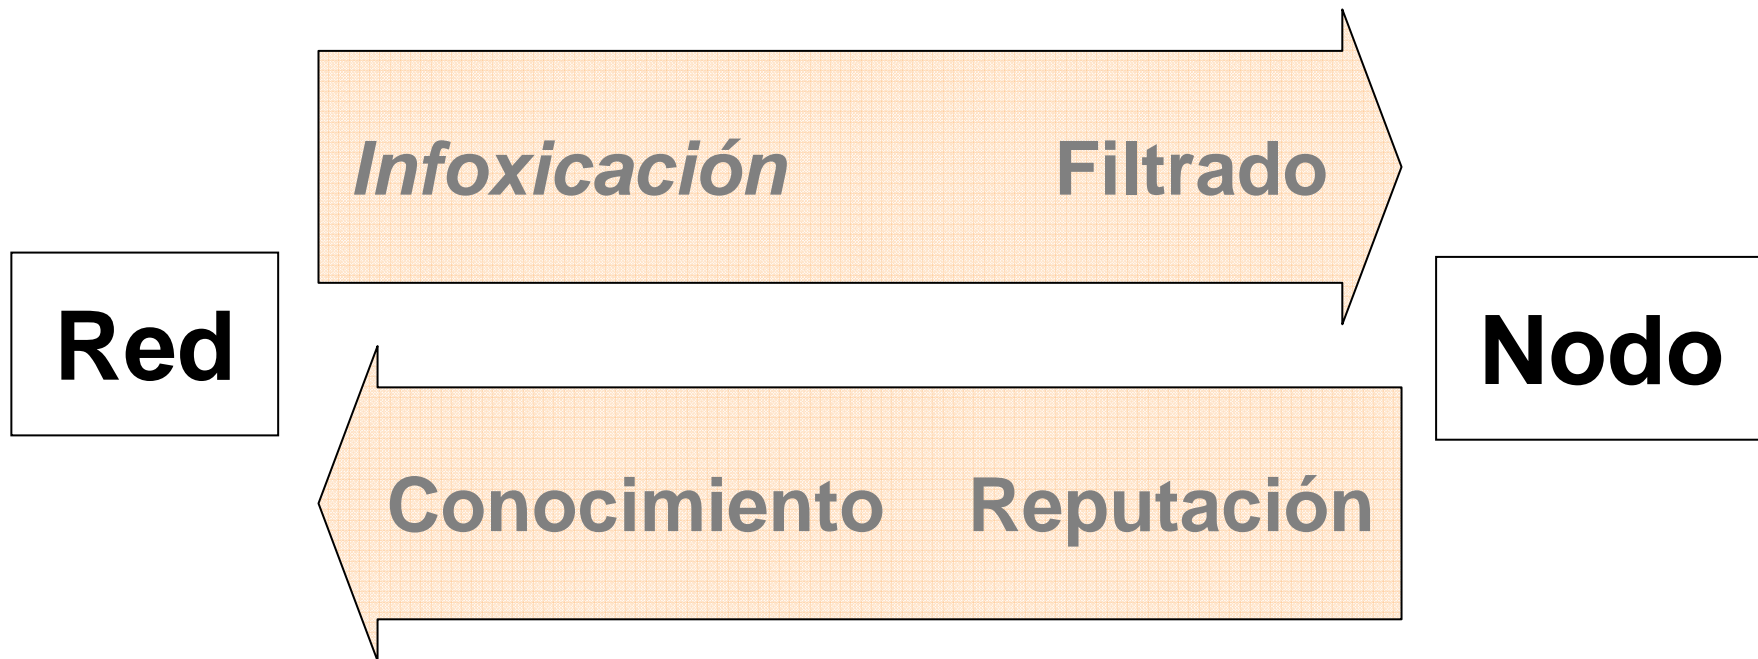 Infoxicación Filtrado
Red
Nodo
Conocimiento Reputación